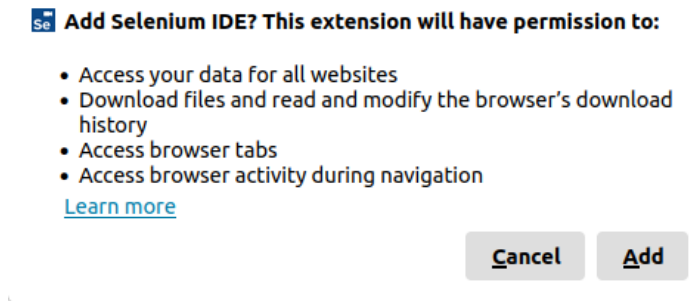 Se Add Selenium IDE? This extension will have permission to:
• Access your data for all websites
• Download files and read and modify the browser’s download
history
• Access browser tabs
• Access browser activity during navigation
Learn more
Cancel Add